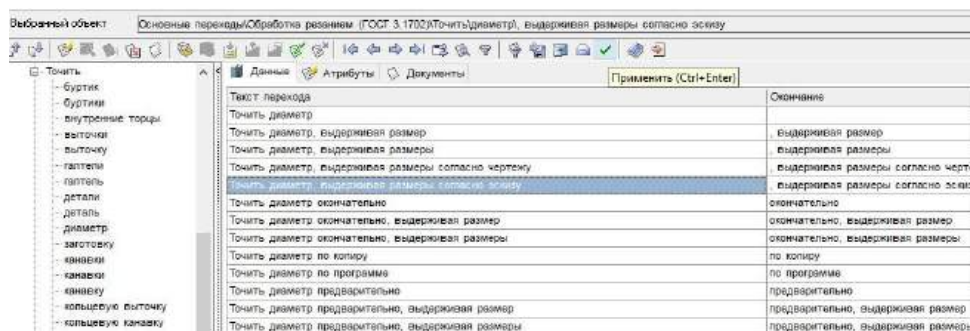 Выбранный объект Основные переходы\Обработка резанием (ГОСТ 3.1702)\Точить\диаметр\, выдерживая размеры согласно эскизу
Данные Атрибуты Документы
Применить (Ctrl+Enter)
Точить
буртик
буртики
внутренние торцы
выточки
выточку
галтели
галтель
детали
деталь
диаметр
заготовку
канавки
канавки
канавку
кольцевую выточку
кольцевую канавку
Текст перехода Окончание
Точить диаметр
Точить диаметр, выдерживая размер , выдерживая размер
Точить диаметр, выдерживая размеры , выдерживая размеры
Точить диаметр, выдерживая размеры согласно чертежу , выдерживая размеры согласно черт
Точить диаметр, выдерживая размеры согласно эскизу , выдерживая размеры согласно эски
Точить диаметр окончательно окончательно
Точить диаметр окончательно, выдерживая размер окончательно, выдерживая размер
Точить диаметр окончательно, выдерживая размеры окончательно, выдерживая размеры
Точить диаметр по копиру по копиру
Точить диаметр по программе по программе
Точить диаметр предварительно предварительно
Точить диаметр предварительно, выдерживая размер предварительно, выдерживая размер
Точить диаметр предварительно, выдерживая размеры предварительно, выдерживая размеры